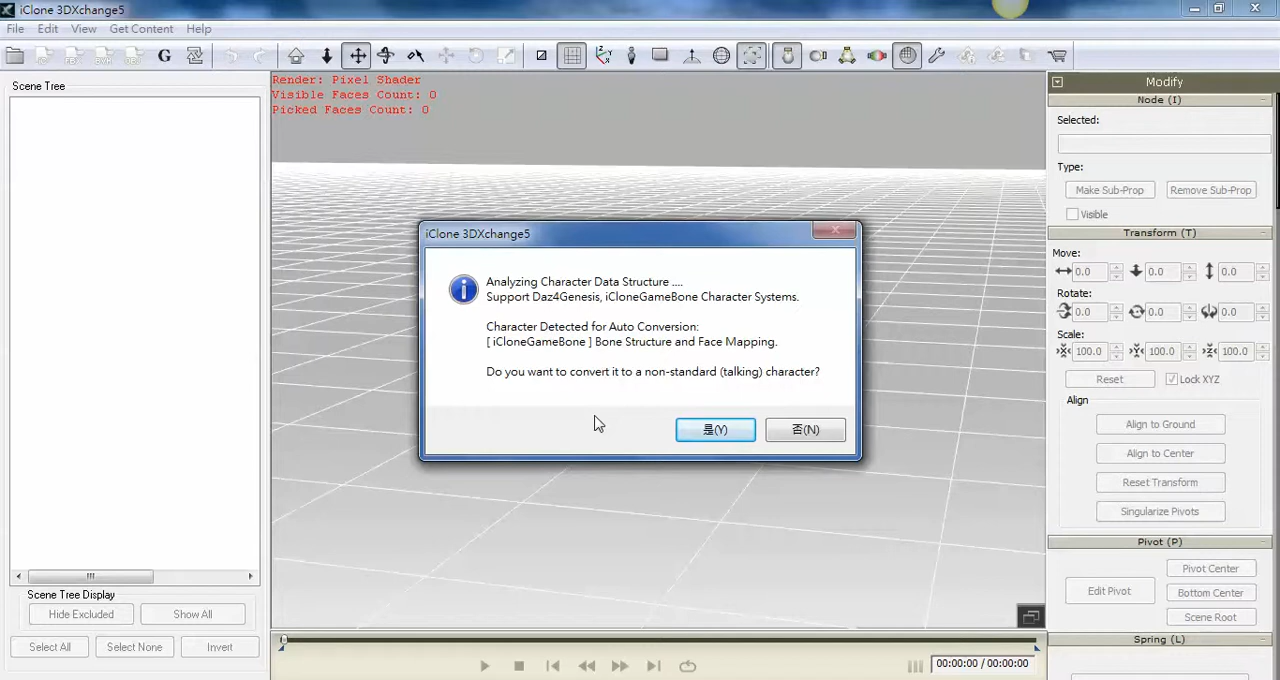 iClone 3DXchange5
File Edit View Get Content Help
G
Scene Tree
Render: Pixel Shader
Visible Faces Count: 0
Picked Faces Count: 0
Modify
Node (I)
Selected:
Type:
Make Sub-Prop Remove Sub-Prop
Visible
Transform (T)
Move:
0.0 0.0 0.0
Rotate:
0.0 0.0 0.0
Scale:
100.0 100.0 100.0
Reset Lock XYZ
Align
Align to Ground
Align to Center
Reset Transform
Singularize Pivots
Pivot (P)
Edit Pivot
Pivot Center
Bottom Center
Scene Root
Spring (L)
iClone 3DXchange5
Analyzing Character Data Structure ....
Support Daz4Genesis, iCloneGameBone Character Systems.
Character Detected for Auto Conversion:
[ iCloneGameBone ] Bone Structure and Face Mapping.
Do you want to convert it to a non-standard (talking) character?
是(Y) 否(N)
Scene Tree Display
Hide Excluded Show All
Select All Select None Invert
00:00:00 / 00:00:00